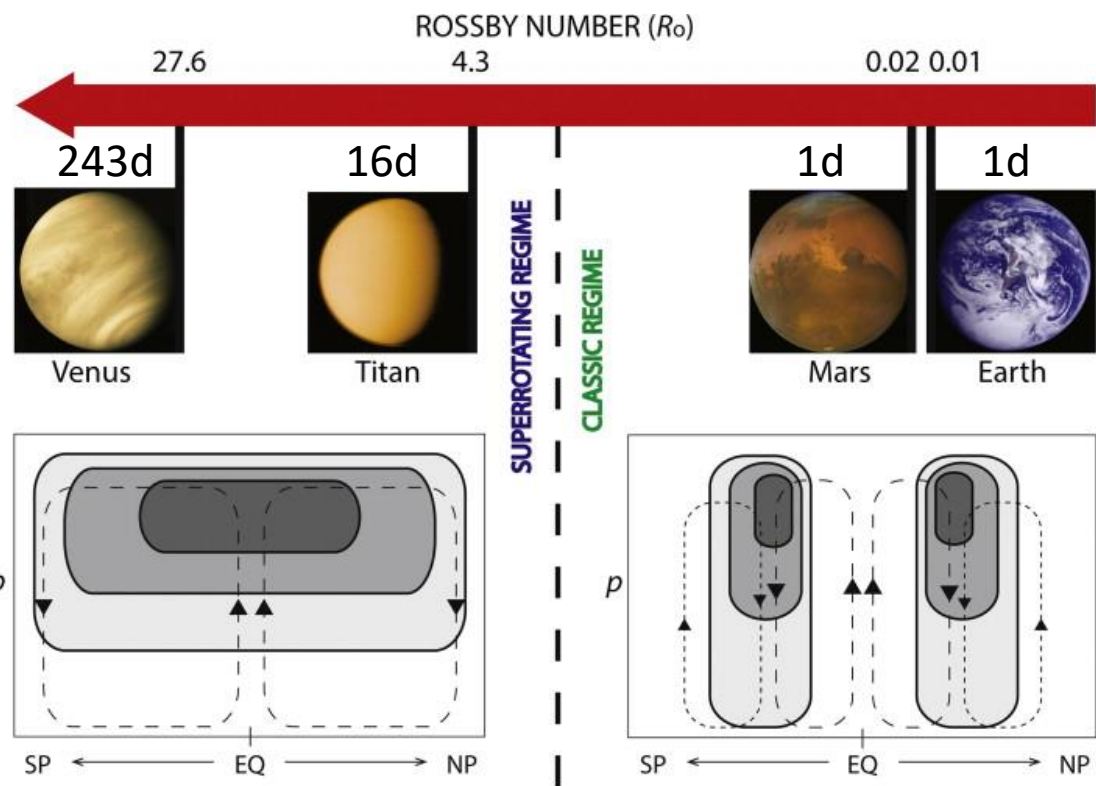 ROSSBY NUMBER (Ro)
27.6 4.3 0.02 0.01
243d 16d 1d 1d
SUPERROTATING REGIME
CLASSIC REGIME
Venus Titan Mars Earth
p
SP EQ NP
p
SP EQ NP